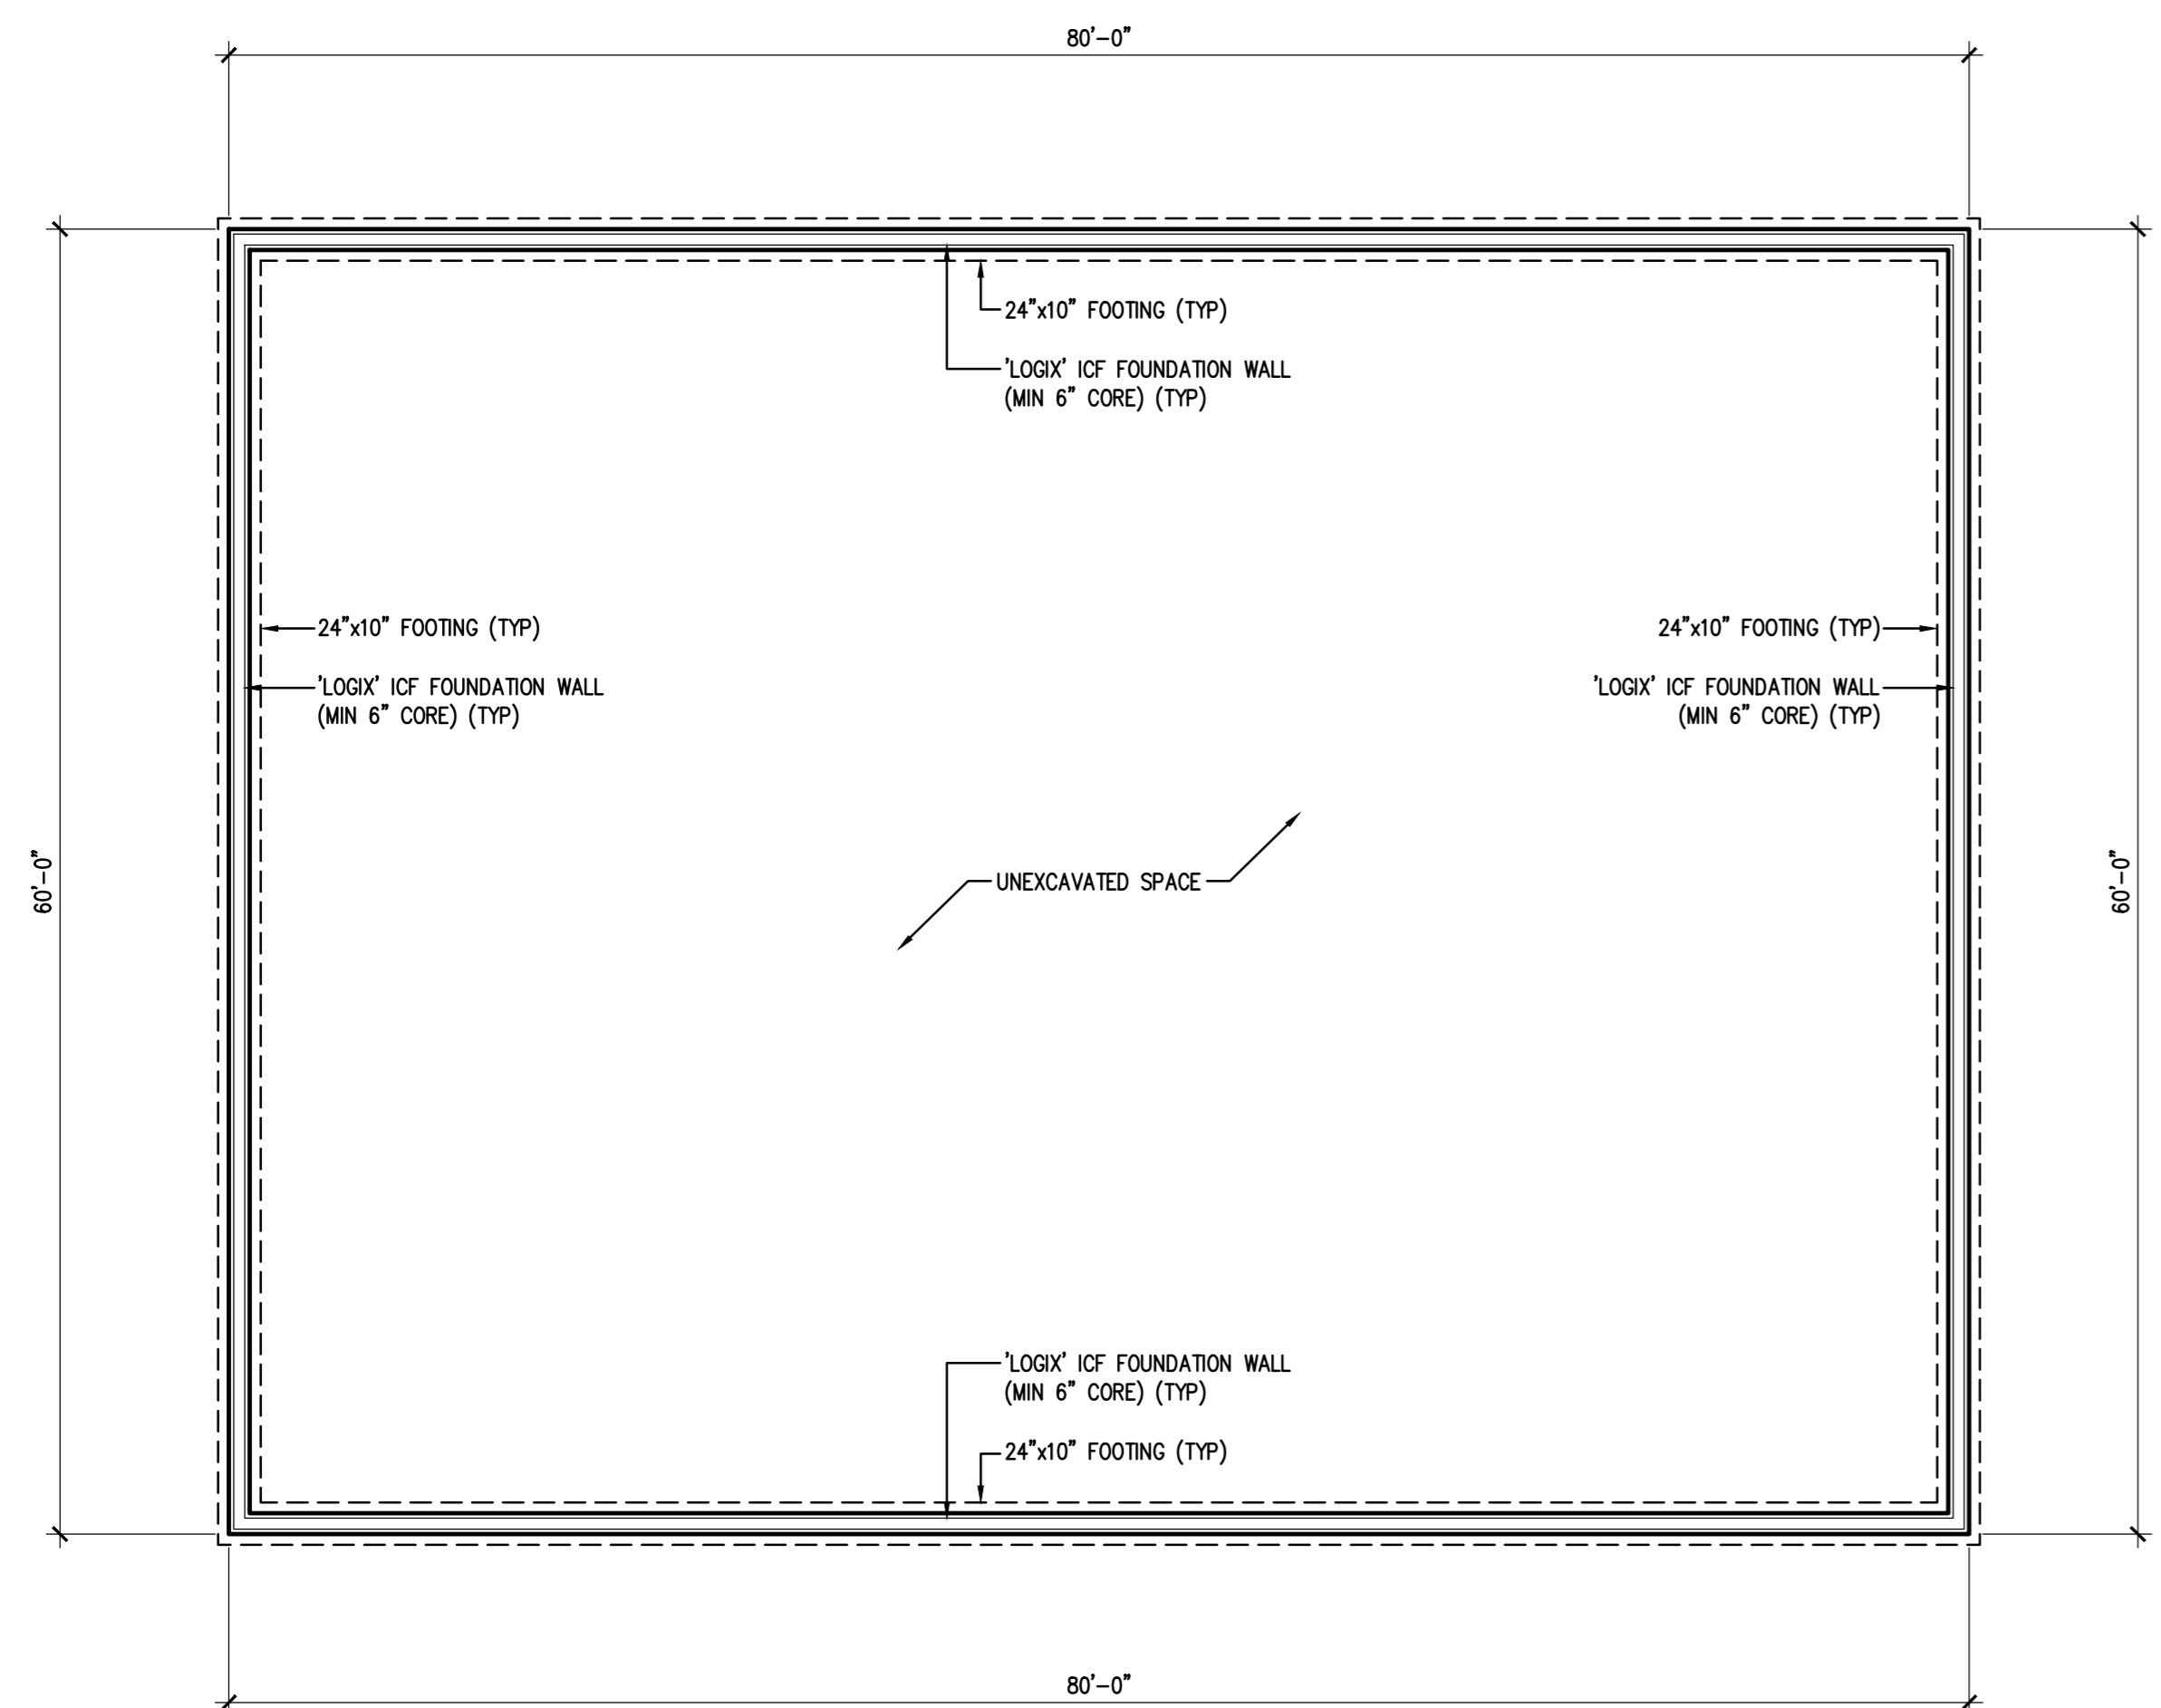 80'-0"
24"x10" FOOTING (TYP)
'LOGIX' ICF FOUNDATION WALL
(MIN 6" CORE) (TYP)
24"x10" FOOTING (TYP)
'LOGIX' ICF FOUNDATION WALL
(MIN 6" CORE) (TYP)
24"x10" FOOTING (TYP)
'LOGIX' ICF FOUNDATION WALL
(MIN 6" CORE) (TYP)
60'-0"
UNEXCAVATED SPACE
60'-0"
'LOGIX' ICF FOUNDATION WALL
(MIN 6" CORE) (TYP)
24"x10" FOOTING (TYP)
80'-0"